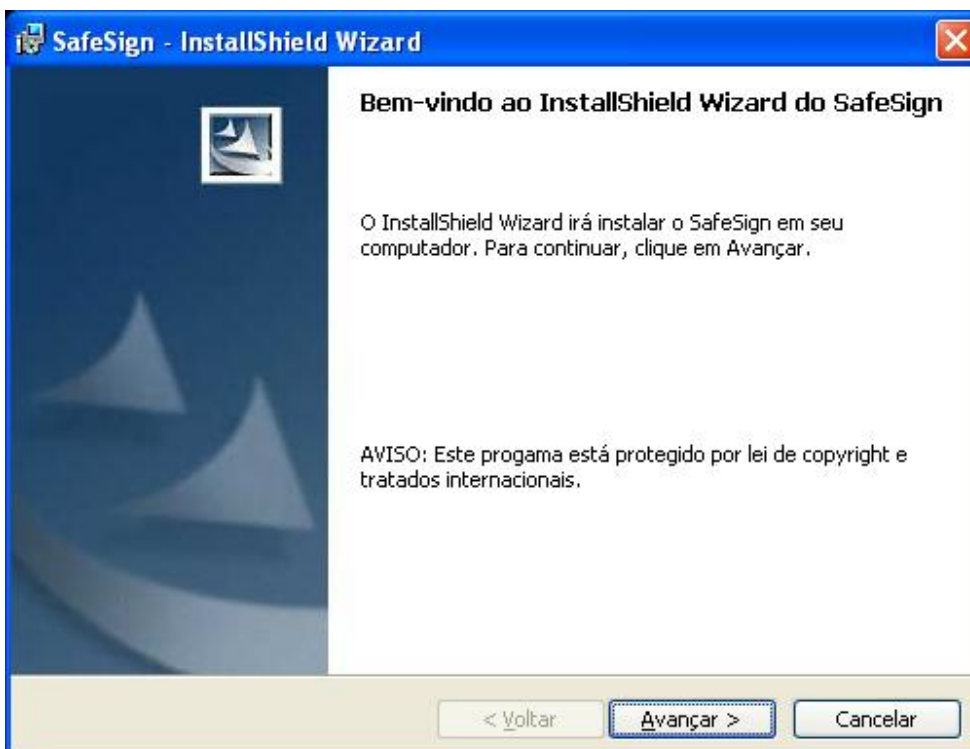 SafeSign - InstallShield Wizard
Bem-vindo ao InstallShield Wizard do SafeSign
O InstallShield Wizard irá instalar o SafeSign em seu
computador. Para continuar, clique em Avançar.
AVISO: Este progama está protegido por lei de copyright e
tratados internacionais.
< Voltar
Avançar >
Cancelar